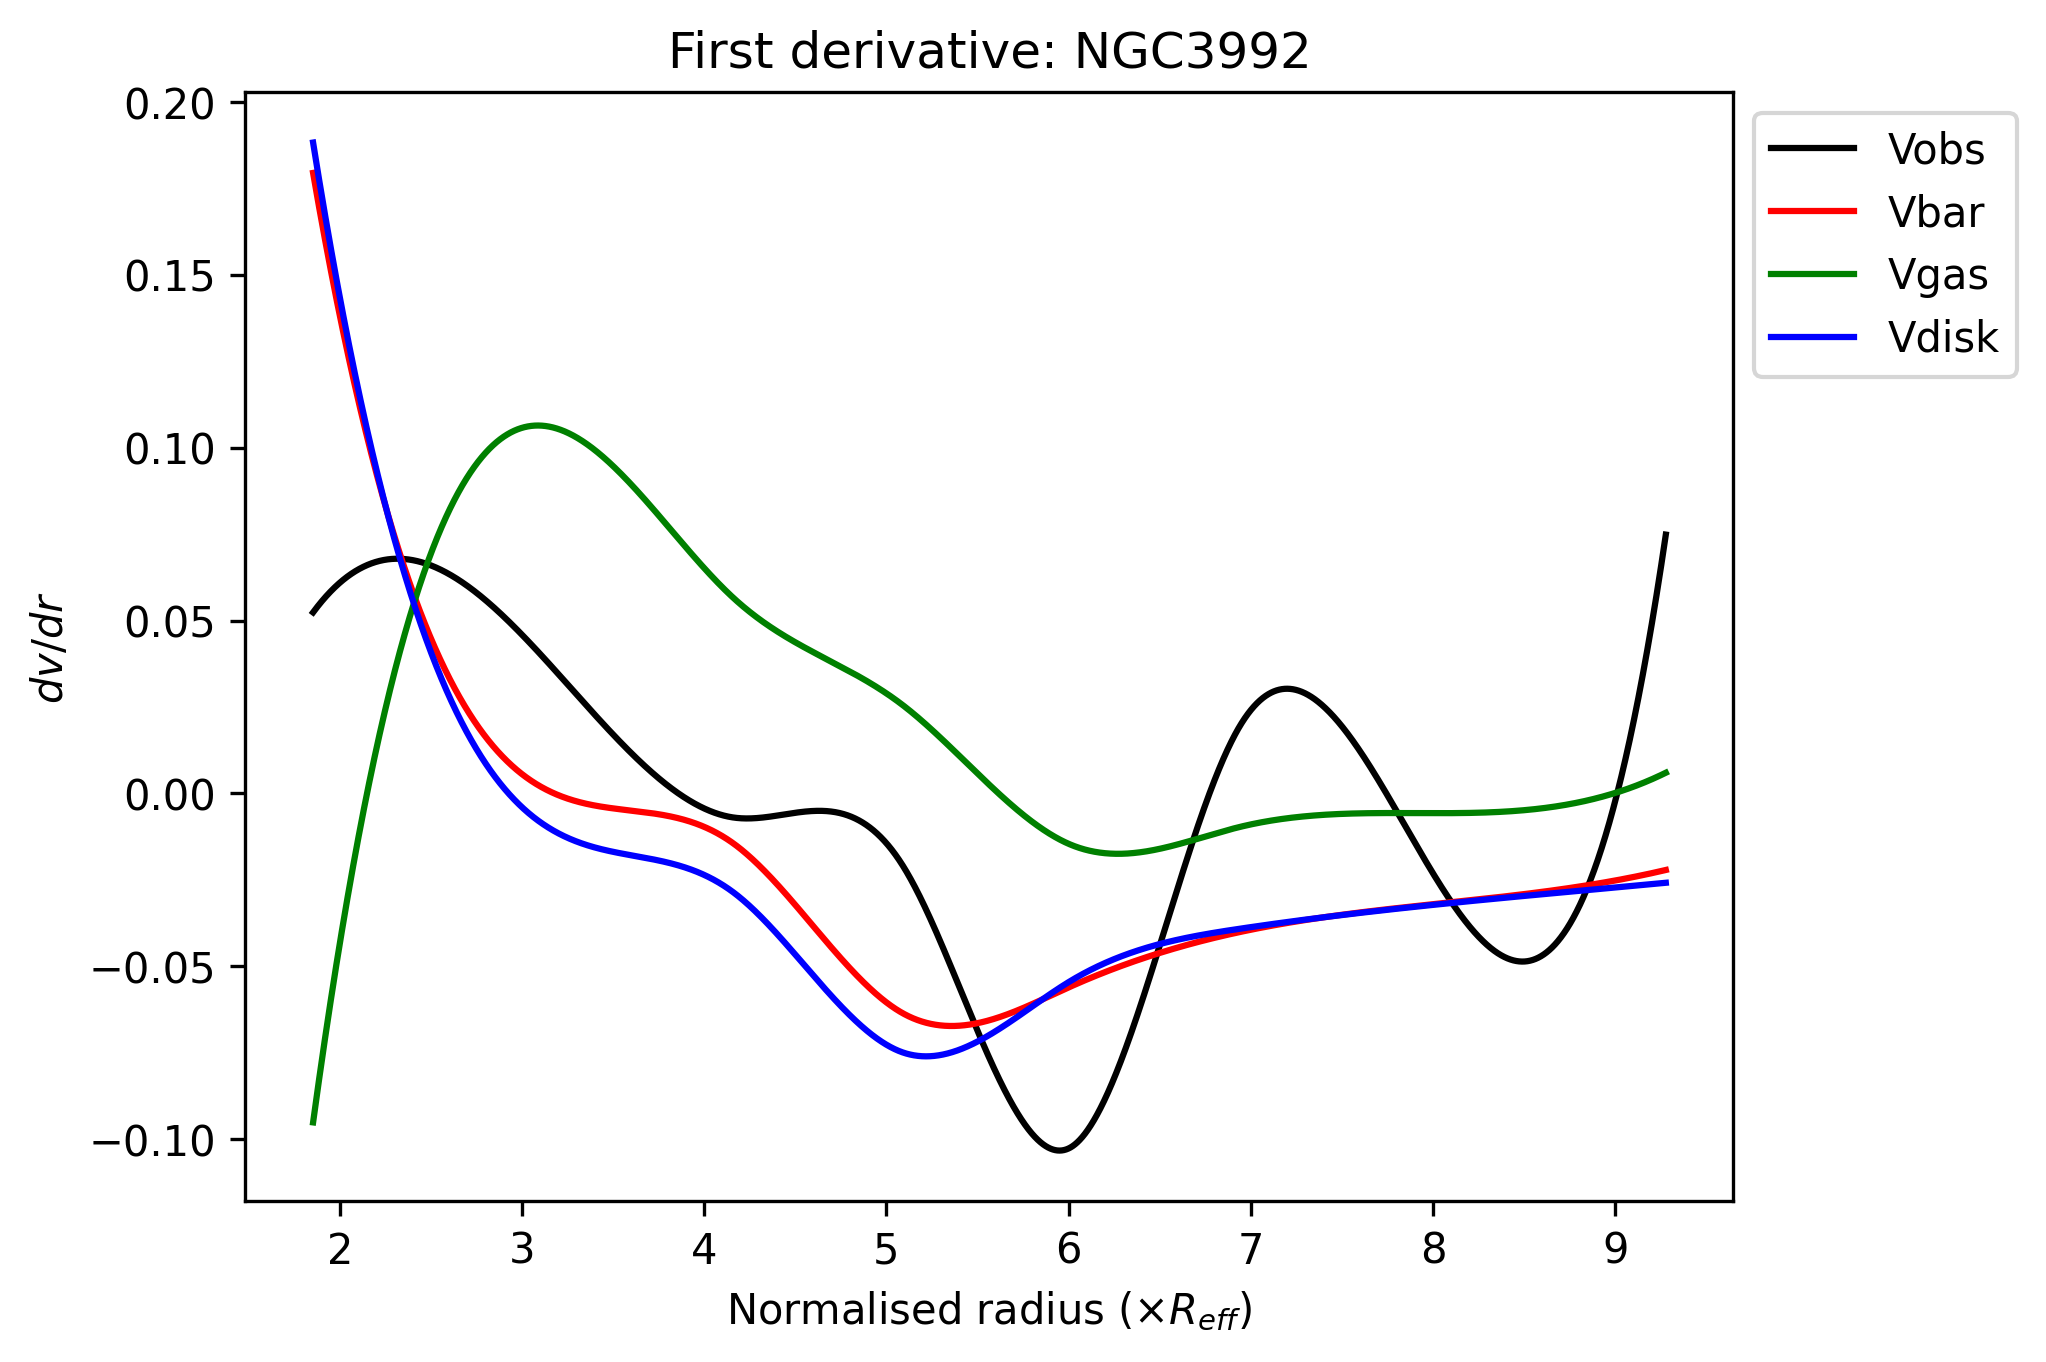 First derivative: NGC3992
0.20
0.15
0.10
0.05
0.00
−0.05
−0.10
dv/dr
2 3 4 5 6 7 8 9
Normalised radius (×R_eff)
Vobs
Vbar
Vgas
Vdisk